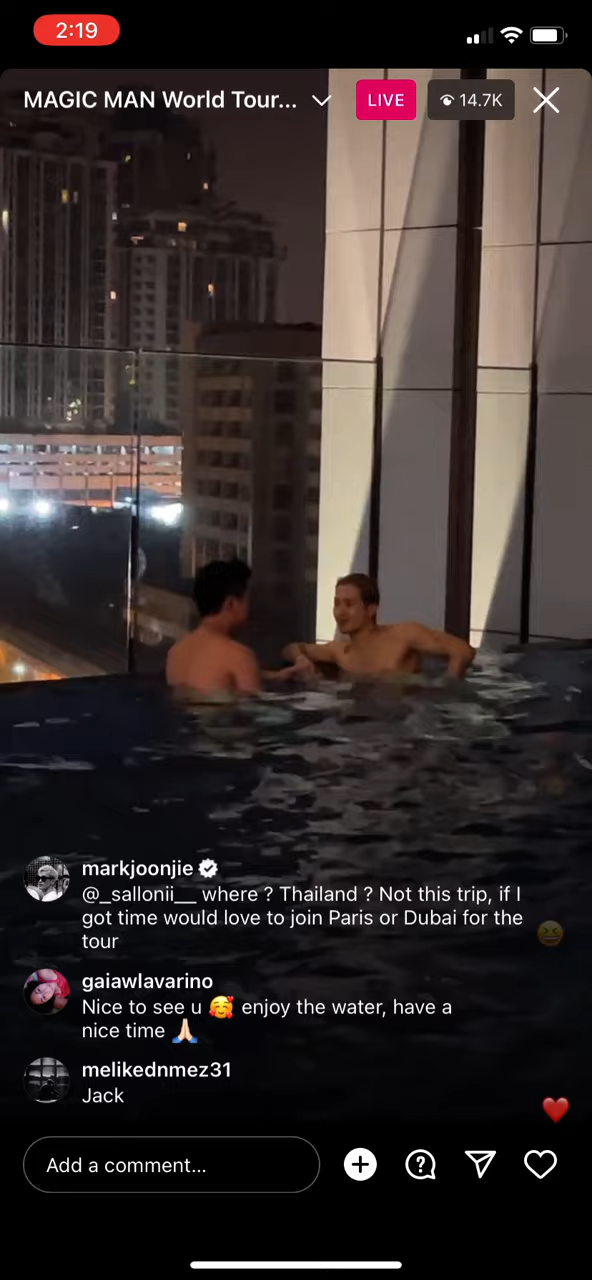 2:19
MAGIC MAN World Tour...
LIVE
14.7K
markjoonjie
@_sallonii__ where ? Thailand ? Not this trip, if I
got time would love to join Paris or Dubai for the
tour
gaiawlavarino
Nice to see u 🥰 enjoy the water, have a
nice time 🙏🏻
melikednmez31
Jack
Add a comment...